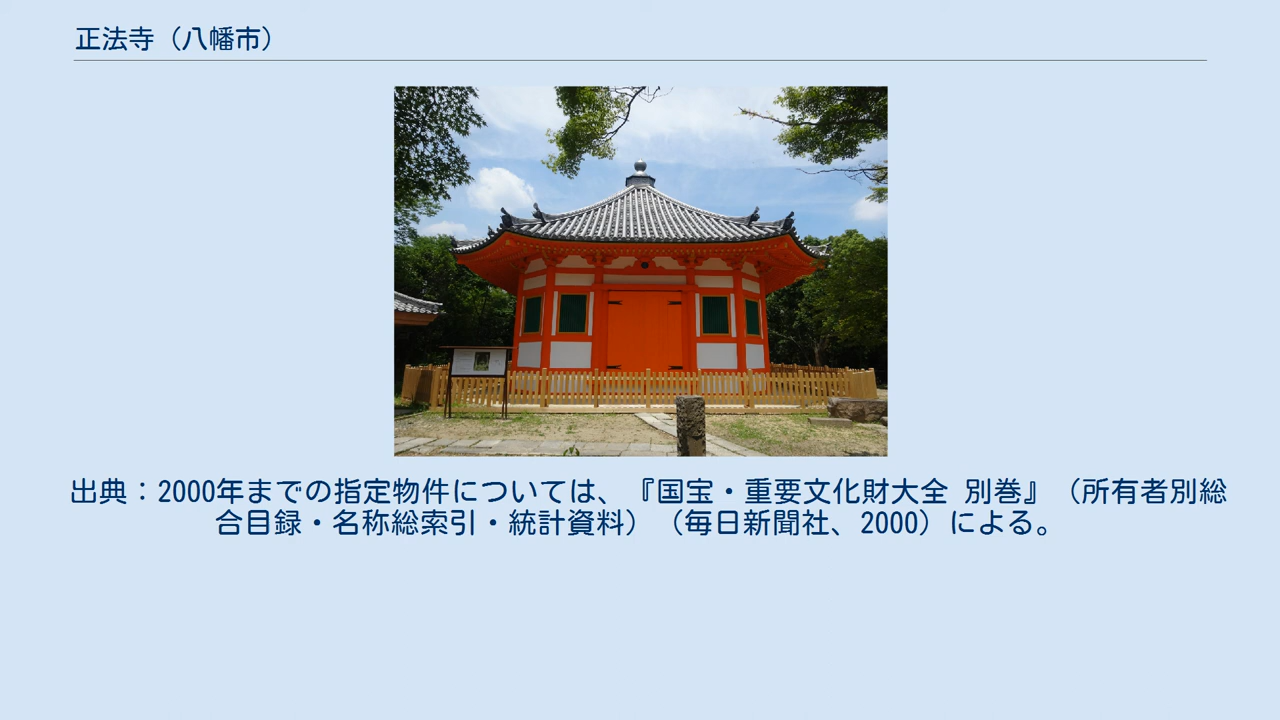 正法寺（八幡市）
出典：2000年までの指定物件については、『国宝・重要文化財大全 別巻』（所有者別総
合目録・名称総索引・統計資料）（毎日新聞社、2000）による。